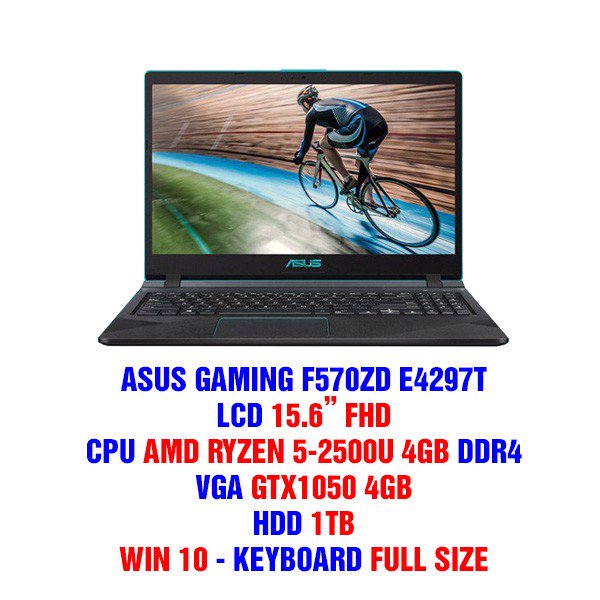 ASUS
ASUS GAMING F570ZD E4297T
LCD 15.6” FHD
CPU AMD RYZEN 5-2500U 4GB DDR4
VGA GTX1050 4GB
HDD 1TB
WIN 10 - KEYBOARD FULL SIZE